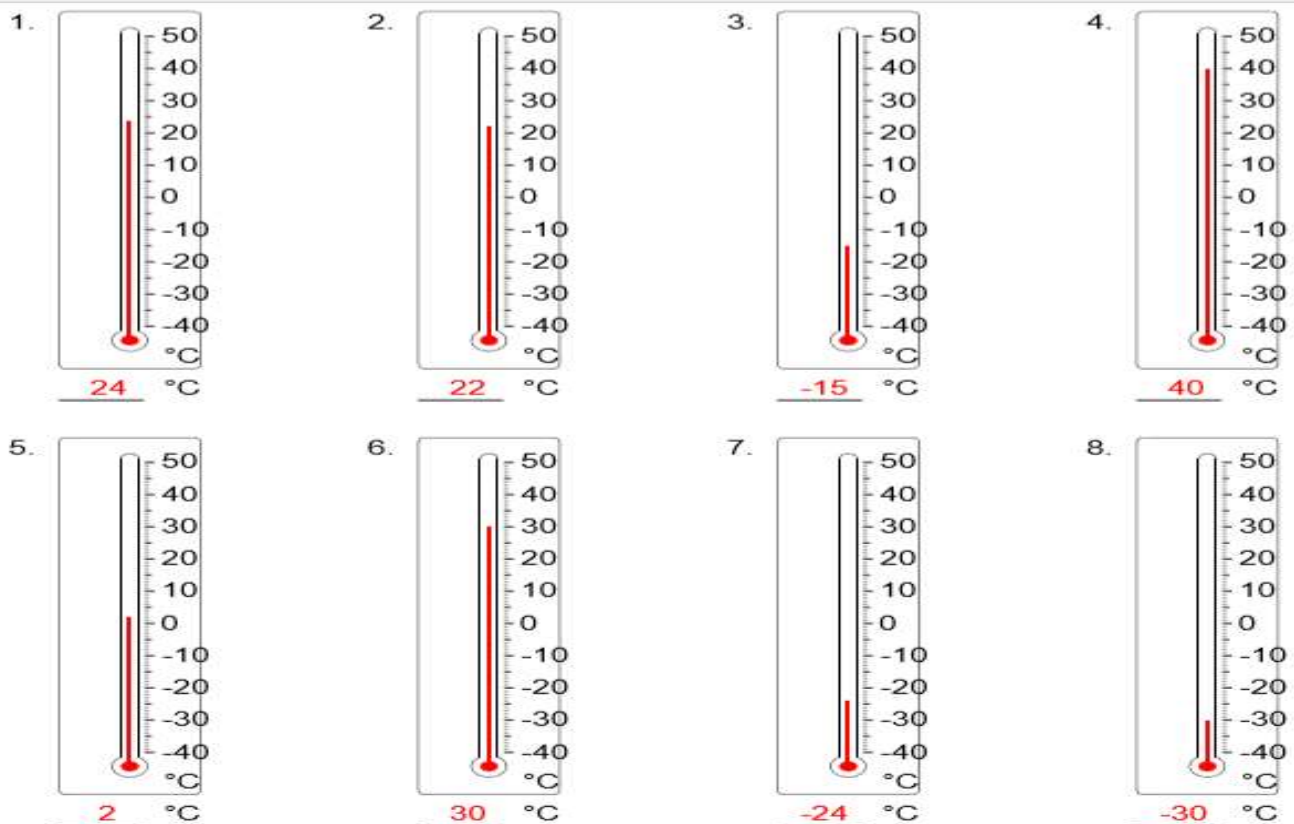 1. 2. 3. 4.
50 50 50 50
40 40 40 40
30 30 30 30
20 20 20 20
10 10 10 10
0 0 0 0
-10 -10 -10 -10
-20 -20 -20 -20
-30 -30 -30 -30
-40 -40 -40 -40
°C °C °C °C
24 °C 22 °C -15 °C 40 °C
5. 6. 7. 8.
50 50 50 50
40 40 40 40
30 30 30 30
20 20 20 20
10 10 10 10
0 0 0 0
-10 -10 -10 -10
-20 -20 -20 -20
-30 -30 -30 -30
-40 -40 -40 -40
°C °C °C °C
2 °C 30 °C -24 °C -30 °C